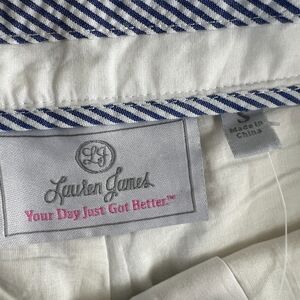 LJ
Lauren James
Your Day Just Got Better.™
S
Made in
China